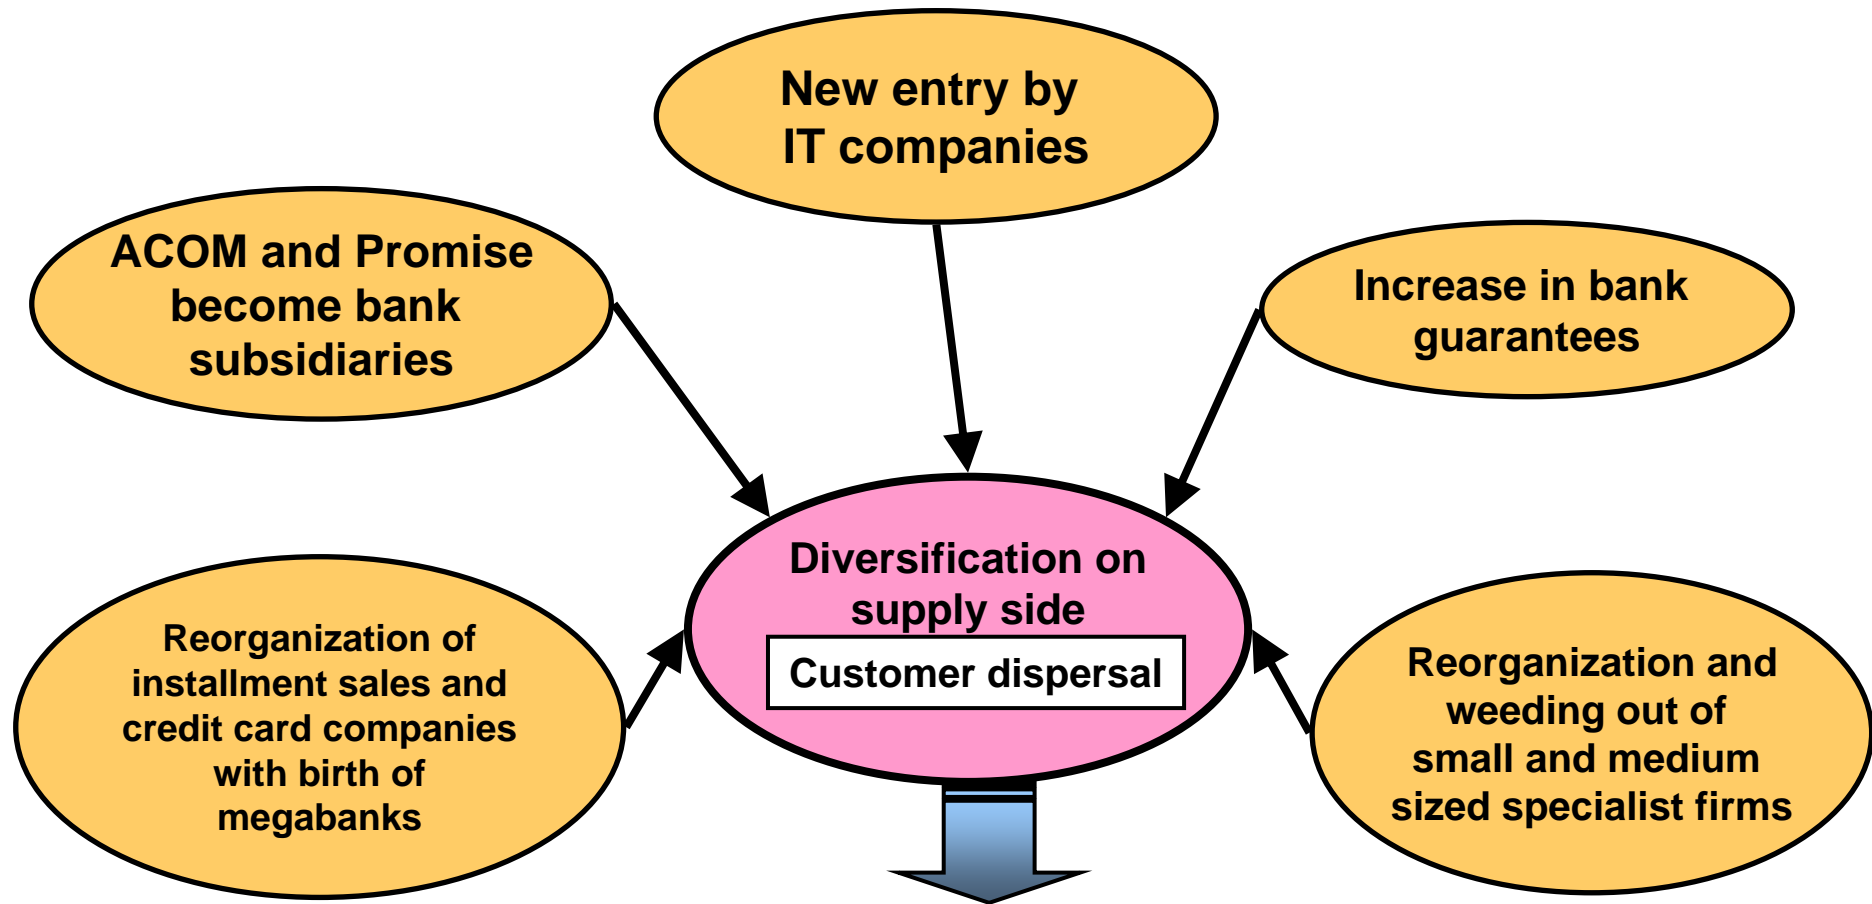 New entry by
IT companies
ACOM and Promise
become bank
subsidiaries
Increase in bank
guarantees
Diversification on
supply side
Customer dispersal
Reorganization of
installment sales and
credit card companies
with birth of
megabanks
Reorganization and
weeding out of
small and medium
sized specialist firms